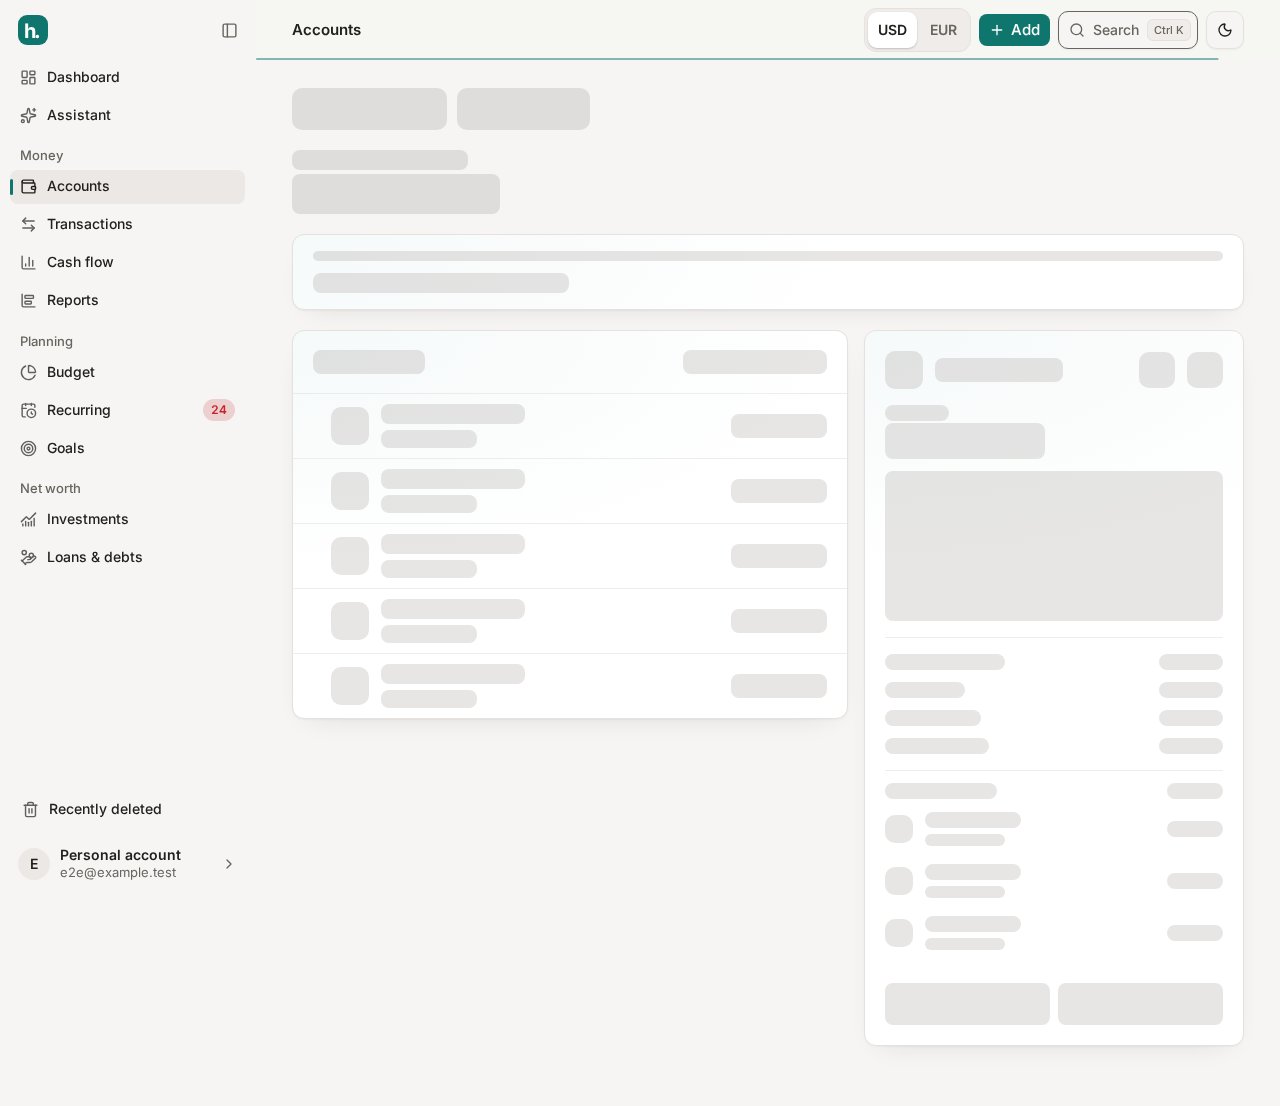 h.
Accounts
USD
EUR
Add
Search
Ctrl K
Dashboard
Assistant
Money
Accounts
Transactions
Cash flow
Reports
Planning
Budget
Recurring
24
Goals
Net worth
Investments
Loans & debts
Recently deleted
E
Personal account
e2e@example.test